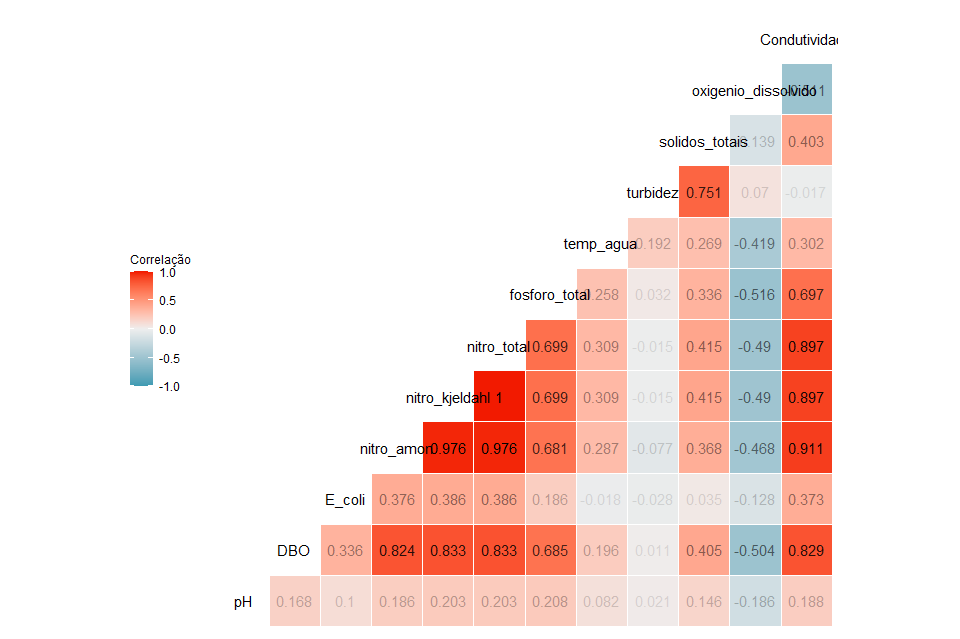 Condutividad
oxigenio_dissolvido -0.511
solidos_totais 0.139 0.403
turbidez 0.751 0.07 -0.017
temp_agua 0.192 0.269 -0.419 0.302
Correlação
1.0
0.5
0.0
-0.5
-1.0
fosforo_total 0.258 0.032 0.336 -0.516 0.697
nitro_total 0.699 0.309 -0.015 0.415 -0.49 0.897
nitro_kjeldahl 1 0.699 0.309 -0.015 0.415 -0.49 0.897
nitro_amon 0.976 0.976 0.681 0.287 -0.077 0.368 -0.468 0.911
E_coli 0.376 0.386 0.386 0.186 -0.018 -0.028 0.035 -0.128 0.373
DBO 0.336 0.824 0.833 0.833 0.685 0.196 0.011 0.405 -0.504 0.829
pH 0.168 0.1 0.186 0.203 0.203 0.208 0.082 0.021 0.146 -0.186 0.188